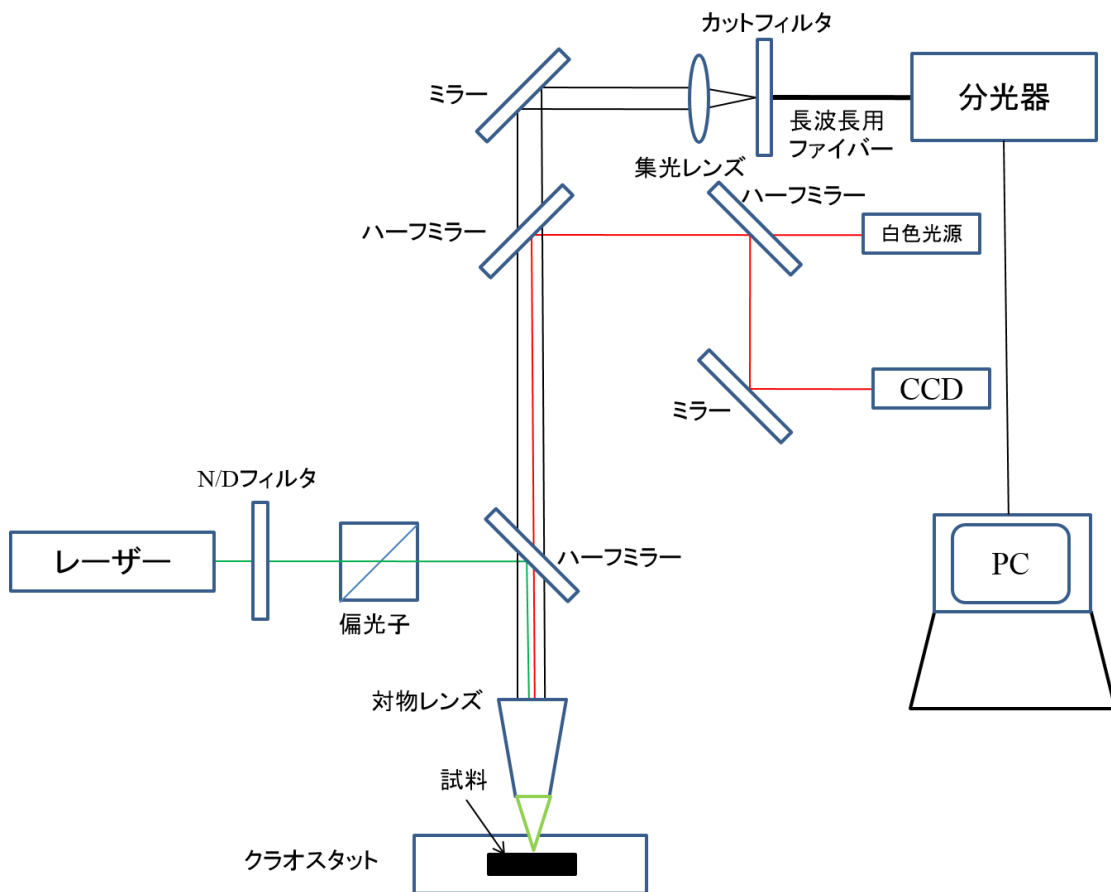 カットフィルタ
ミラー
分光器
長波長用
ファイバー
集光レンズ
ハーフミラー
ハーフミラー
白色光源
ミラー
CCD
N/Dフィルタ
レーザー
ハーフミラー
PC
偏光子
対物レンズ
試料
クラオスタット